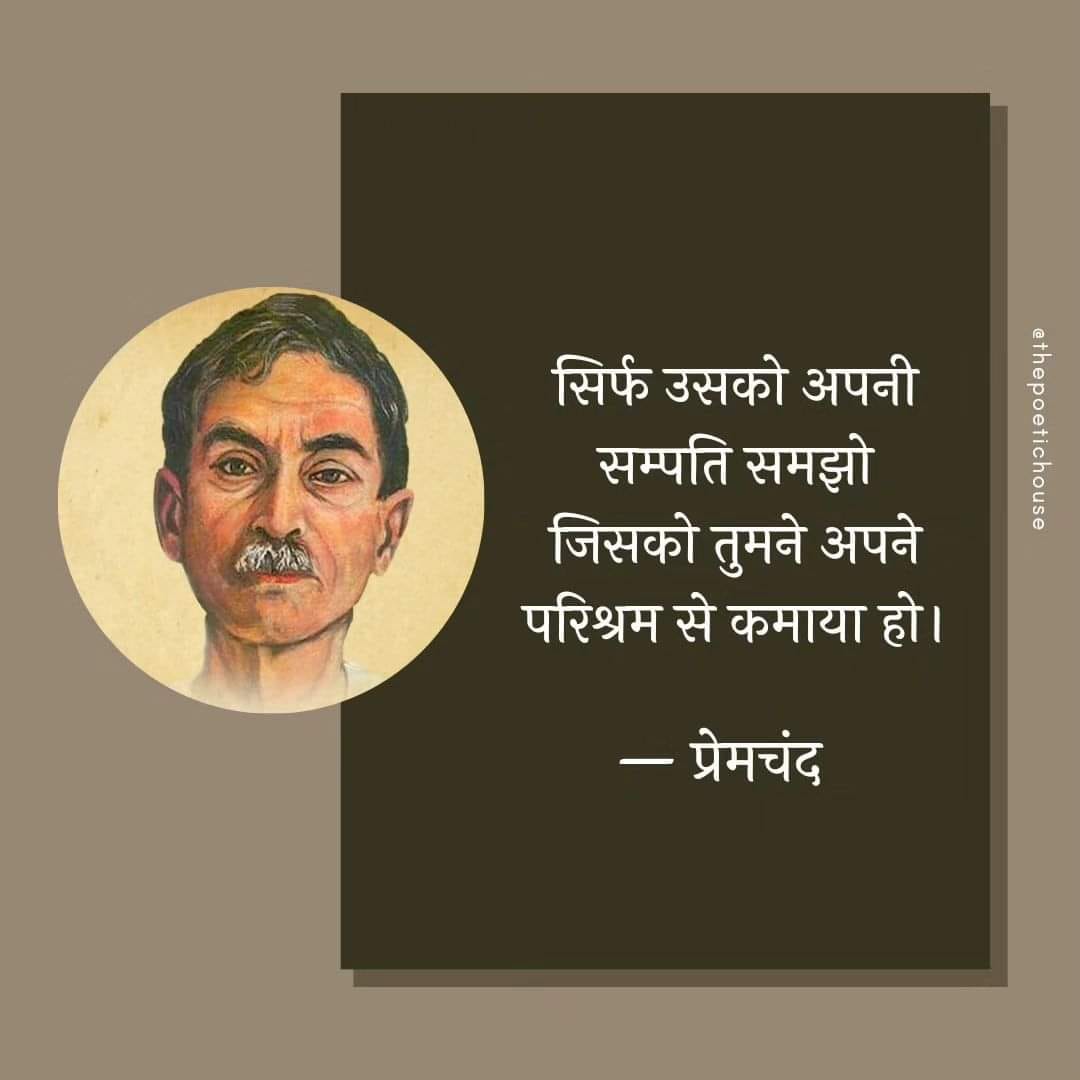 सिर्फ उसको अपनी
सम्पति समझो
जिसको तुमने अपने
परिश्रम से कमाया हो।
— प्रेमचंद
@thepoetichouse